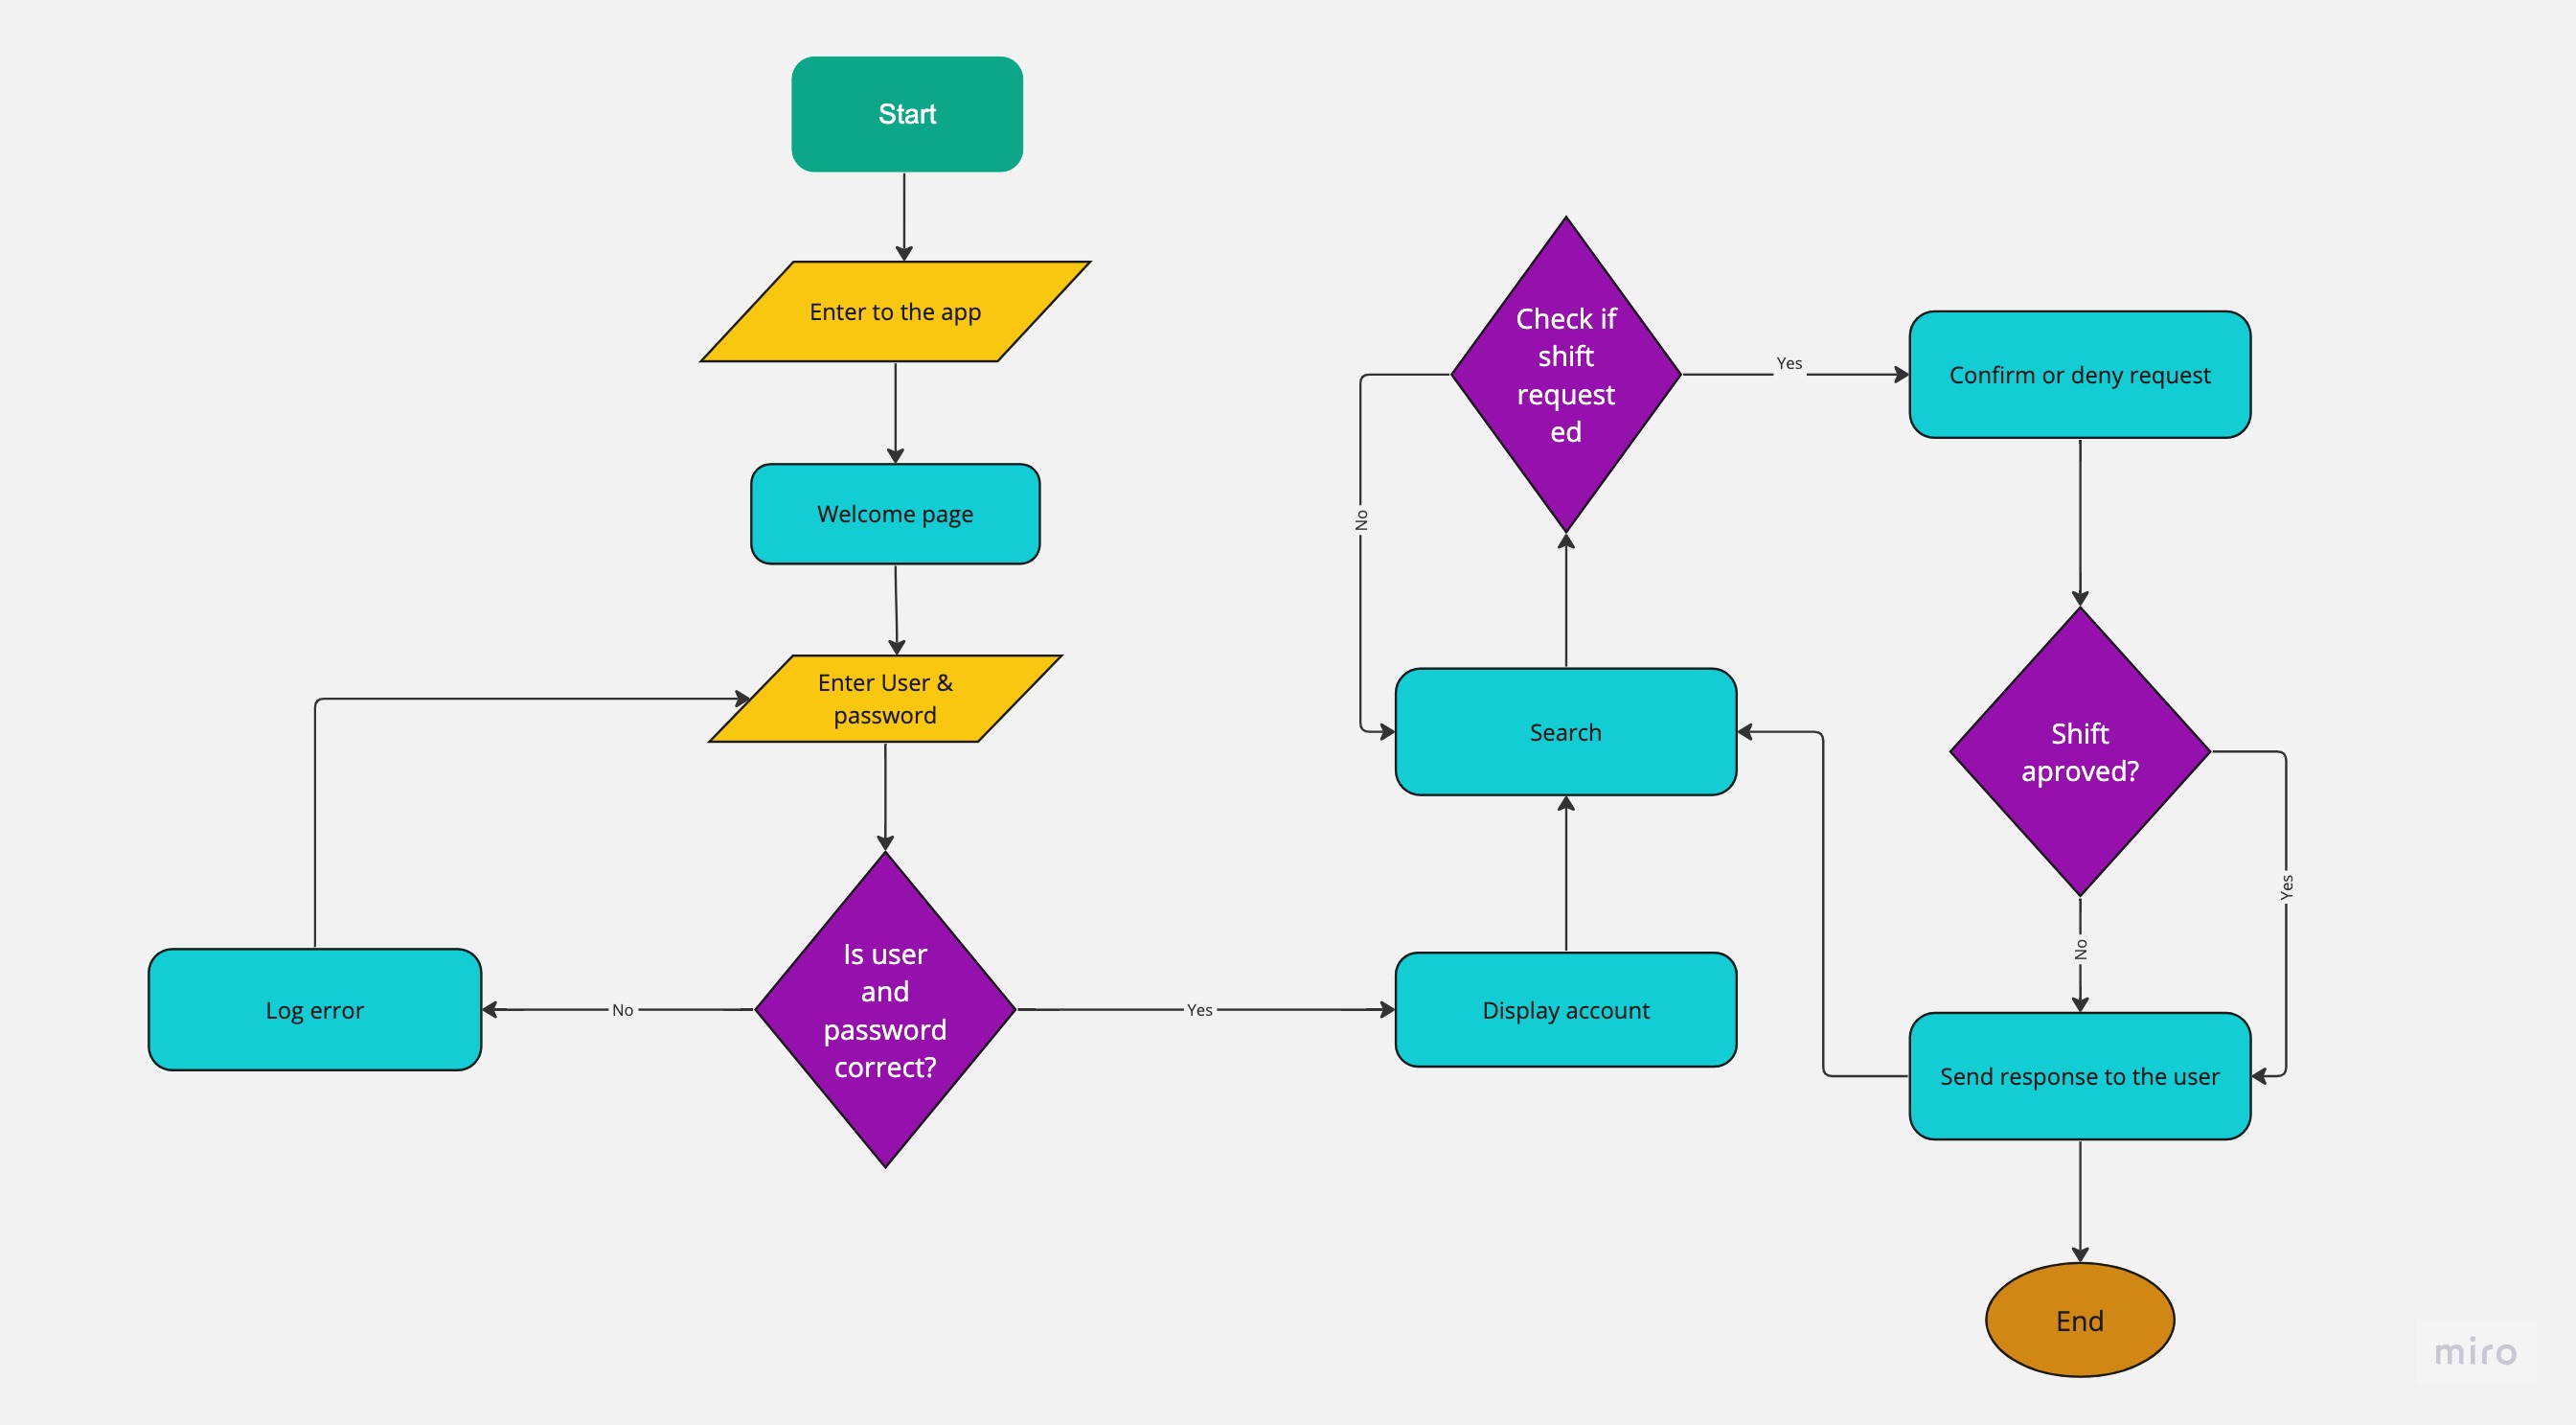 Start
Enter to the app
Welcome page
Enter User &
password
Is user
and
password
correct?
No
Log error
Yes
Display account
Search
Check if
shift
request
ed
No
Yes
Confirm or deny request
Shift
aproved?
No
Yes
Send response to the user
End
miro